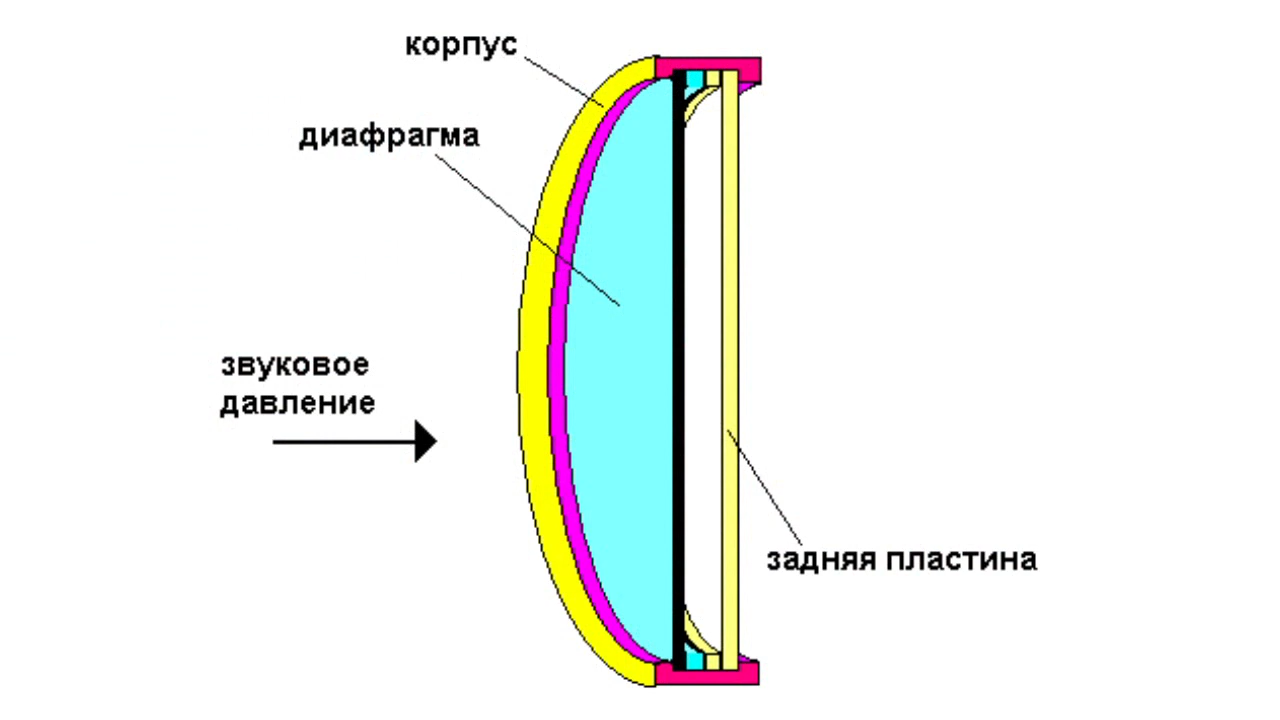 корпус
диафрагма
звуковое
давление
задняя пластина